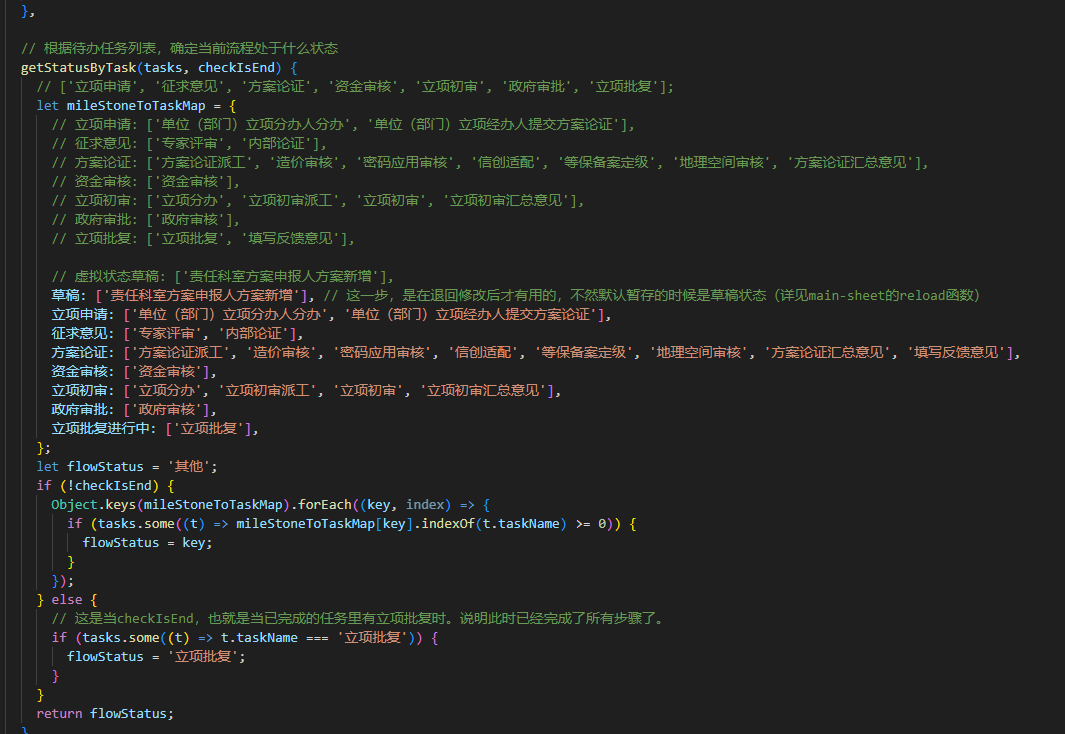 },
// 根据待办任务列表, 确定当前流程处于什么状态
getStatusByTask(tasks, checkIsEnd) {
// ['立项申请', '征求意见', '方案论证', '资金审核', '立项初审', '政府审批', '立项批复'];
let mileStoneToTaskMap = {
// 立项申请: ['单位（部门）立项分办人分办', '单位（部门）立项经办人提交方案论证'],
// 征求意见: ['专家评审', '内部论证'],
// 方案论证: ['方案论证派工', '造价审核', '密码应用审核', '信创适配', '等保备案定级', '地理空间审核', '方案论证汇总意见'],
// 资金审核: ['资金审核'],
// 立项初审: ['立项分办', '立项初审派工', '立项初审', '立项初审汇总意见'],
// 政府审批: ['政府审核'],
// 立项批复: ['立项批复', '填写反馈意见'],
// 虚拟状态草稿: ['责任科室方案申报人方案新增'],
草稿: ['责任科室方案申报人方案新增'], // 这一步, 是在退回修改后才有用的, 不然默认暂存的时候是草稿状态（详见main-sheet的reload函数）
立项申请: ['单位（部门）立项分办人分办', '单位（部门）立项经办人提交方案论证'],
征求意见: ['专家评审', '内部论证'],
方案论证: ['方案论证派工', '造价审核', '密码应用审核', '信创适配', '等保备案定级', '地理空间审核', '方案论证汇总意见', '填写反馈意见'],
资金审核: ['资金审核'],
立项初审: ['立项分办', '立项初审派工', '立项初审', '立项初审汇总意见'],
政府审批: ['政府审核'],
立项批复进行中: ['立项批复'],
};
let flowStatus = '其他';
if (!checkIsEnd) {
Object.keys(mileStoneToTaskMap).forEach((key, index) => {
if (tasks.some((t) => mileStoneToTaskMap[key].indexOf(t.taskName) >= 0)) {
flowStatus = key;
}
});
} else {
// 这是当checkIsEnd, 也就是当已完成的任务里有立项批复时。说明此时已经完成了所有步骤了。
if (tasks.some((t) => t.taskName === '立项批复')) {
flowStatus = '立项批复';
}
}
return flowStatus;
}